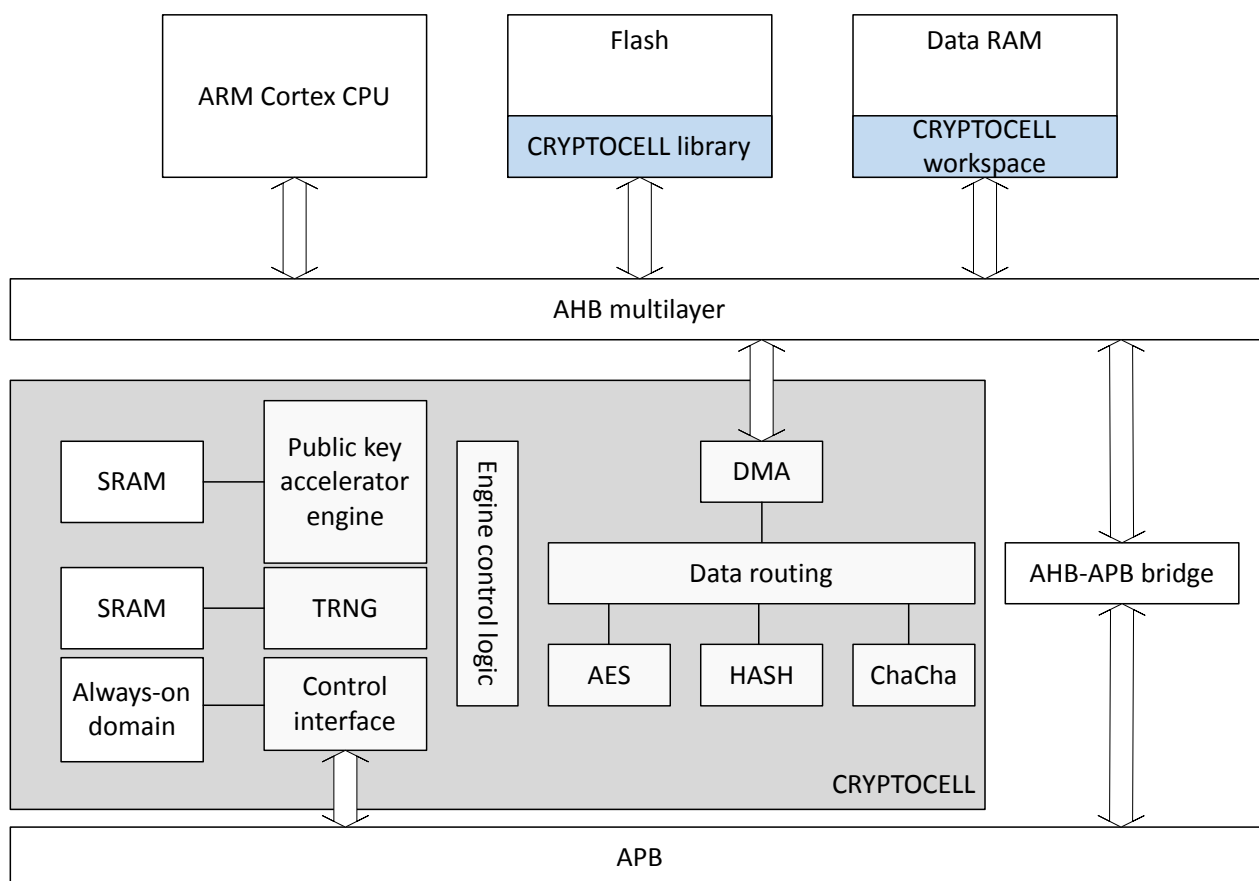 ARM Cortex CPU
Flash
CRYPTOCELL library
Data RAM
CRYPTOCELL
workspace
AHB multilayer
SRAM
Public key
accelerator
engine
SRAM
TRNG
Always-on
domain
Control
interface
Engine control logic
DMA
Data routing
AES
HASH
ChaCha
CRYPTOCELL
AHB-APB bridge
APB